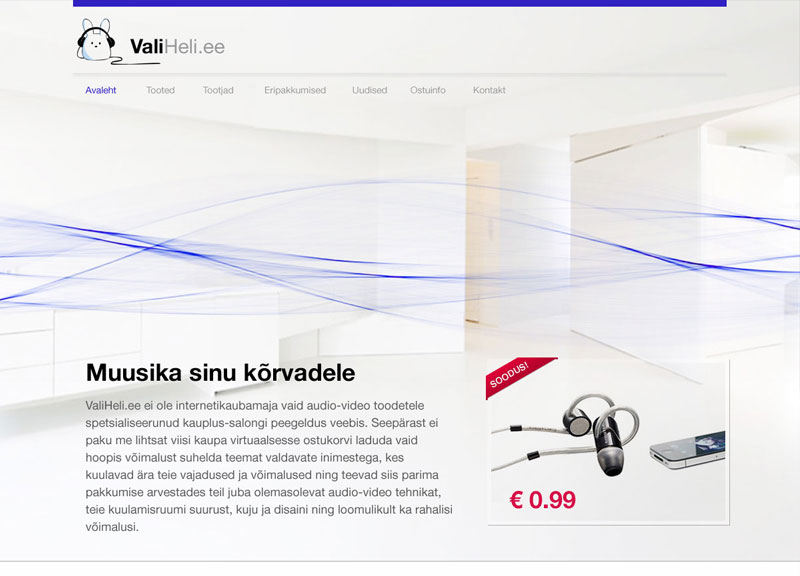 ValiHeli.ee
Avaleht Tooted Tootjad Eripakkumised Uudised Ostuinfo Kontakt
Muusika sinu kõrvadele
ValiHeli.ee ei ole internetikaubamaja vaid audio-video toodetele
spetsialiseerunud kauplus-salongi peegeldus veebis. Seepärast ei
paku me lihtsat viisi kaupa virtuaalsesse ostukorvi laduda vaid
hoopis võimalust suhelda teemat valdavate inimestega, kes
kuulavad ära teie vajadused ja võimalused ning teevad siis parima
pakkumise arvestades teil juba olemasolevat audio-video tehnikat,
teie kuulamisruumi suurust, kuju ja disaini ning loomulikult ka rahalisi
võimalusi.
SOODUS!
€ 0.99